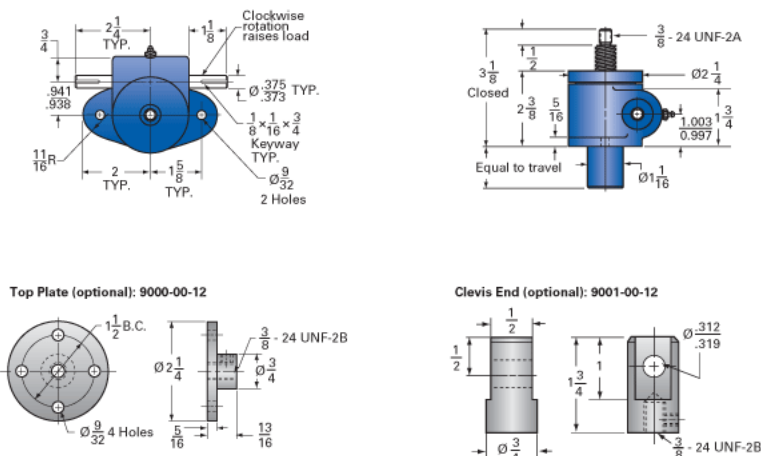 2 1/4
TYP.
1 1/8
Clockwise
rotation
raises load
3/4
.941
.938
Ø .375
.373 TYP.
1/8 x 1/16 x 3/4
Keyway
TYP.
11/16 R
2
TYP.
1 5/8
TYP.
Ø 9/32
2 Holes
3/8 - 24 UNF-2A
1/2
3 1/8
Closed
Ø2 1/4
2 3/8
5/16
1.003
0.997
1 3/4
Equal to travel
Ø1 1/16
Top Plate (optional): 9000-00-12
1 1/2 B.C.
Ø 2 1/4
3/8 - 24 UNF-2B
Ø 3/4
Ø 9/32 4 Holes
5/16
13/16
Clevis End (optional): 9001-00-12
1/2
1/2
Ø .312
.319
1
1 3/4
3/8 - 24 UNF-2B
Ø 3/4